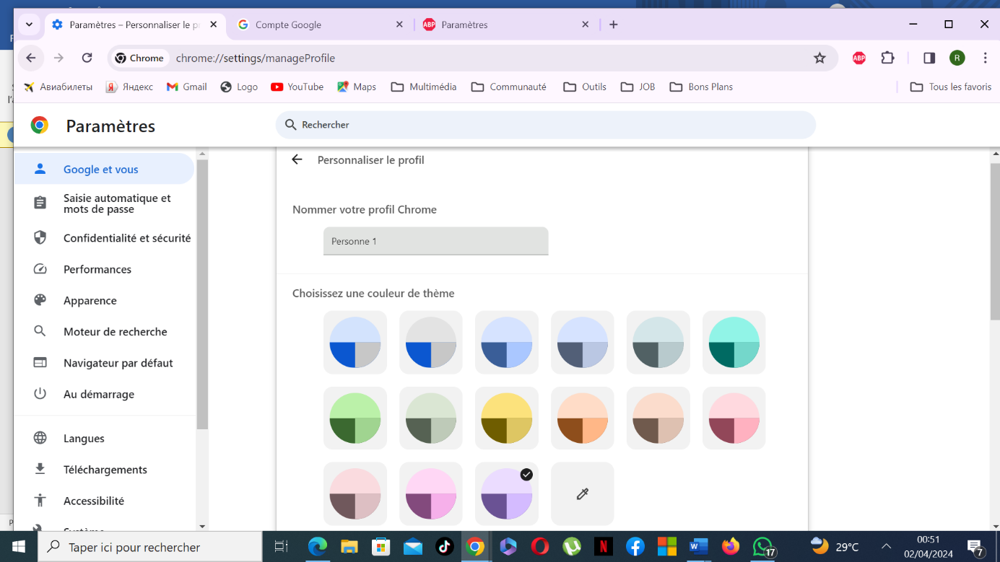 Paramètres – Personnaliser le p
Compte Google
ABP
Paramètres
Chrome
chrome://settings/manageProfile
ABP
R
Авиабилеты
Яндекс
Gmail
Logo
YouTube
Maps
Multimédia
Communauté
Outils
JOB
Bons Plans
Tous les favoris
Paramètres
Rechercher
Google et vous
Saisie automatique et
mots de passe
Confidentialité et sécurité
Performances
Apparence
Moteur de recherche
Navigateur par défaut
Au démarrage
Langues
Téléchargements
Accessibilité
Système
Personnaliser le profil
Nommer votre profil Chrome
Personne 1
Choisissez une couleur de thème
Taper ici pour rechercher
17
29°C
00:51
02/04/2024
7